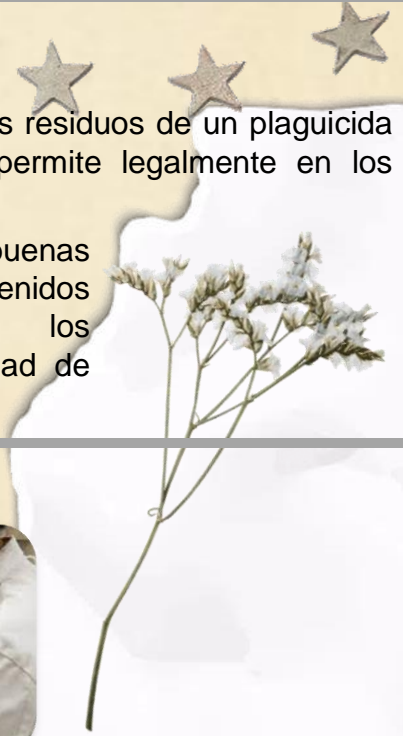 s residuos de un plaguicida
permite legalmente en los
buenas
enidos
los
ad de